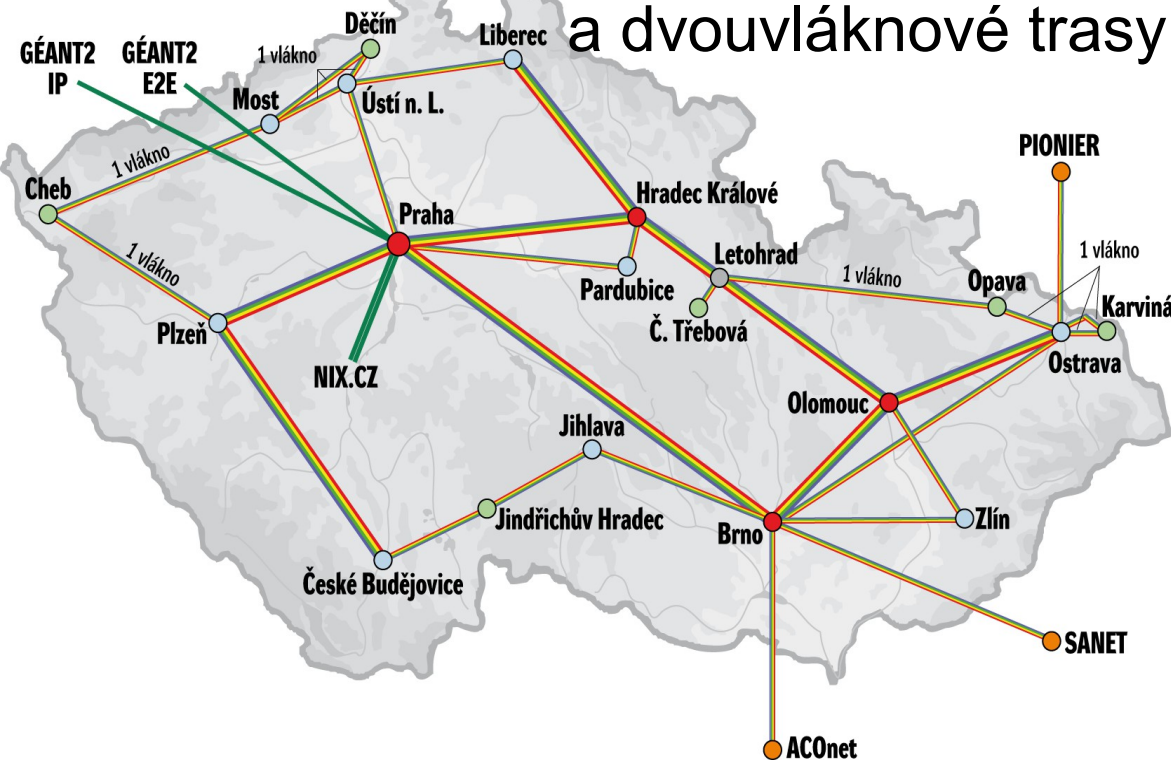 a dvouvláknové trasy
Děčín
Liberec
GÉANT2
IP
GÉANT2
E2E
1 vlákno
Most
Ústí n. L.
PIONIER
1 vlákno
Cheb
Praha
Hradec Králové
1 vlákno
Letohrad
1 vlákno
1 vlákno
Opava
Karviná
Pardubice
Č. Třebová
Plzeň
Ostrava
NIX.CZ
Olomouc
Jihlava
Jindřichův Hradec
Brno
Zlín
České Budějovice
SANET
ACOnet